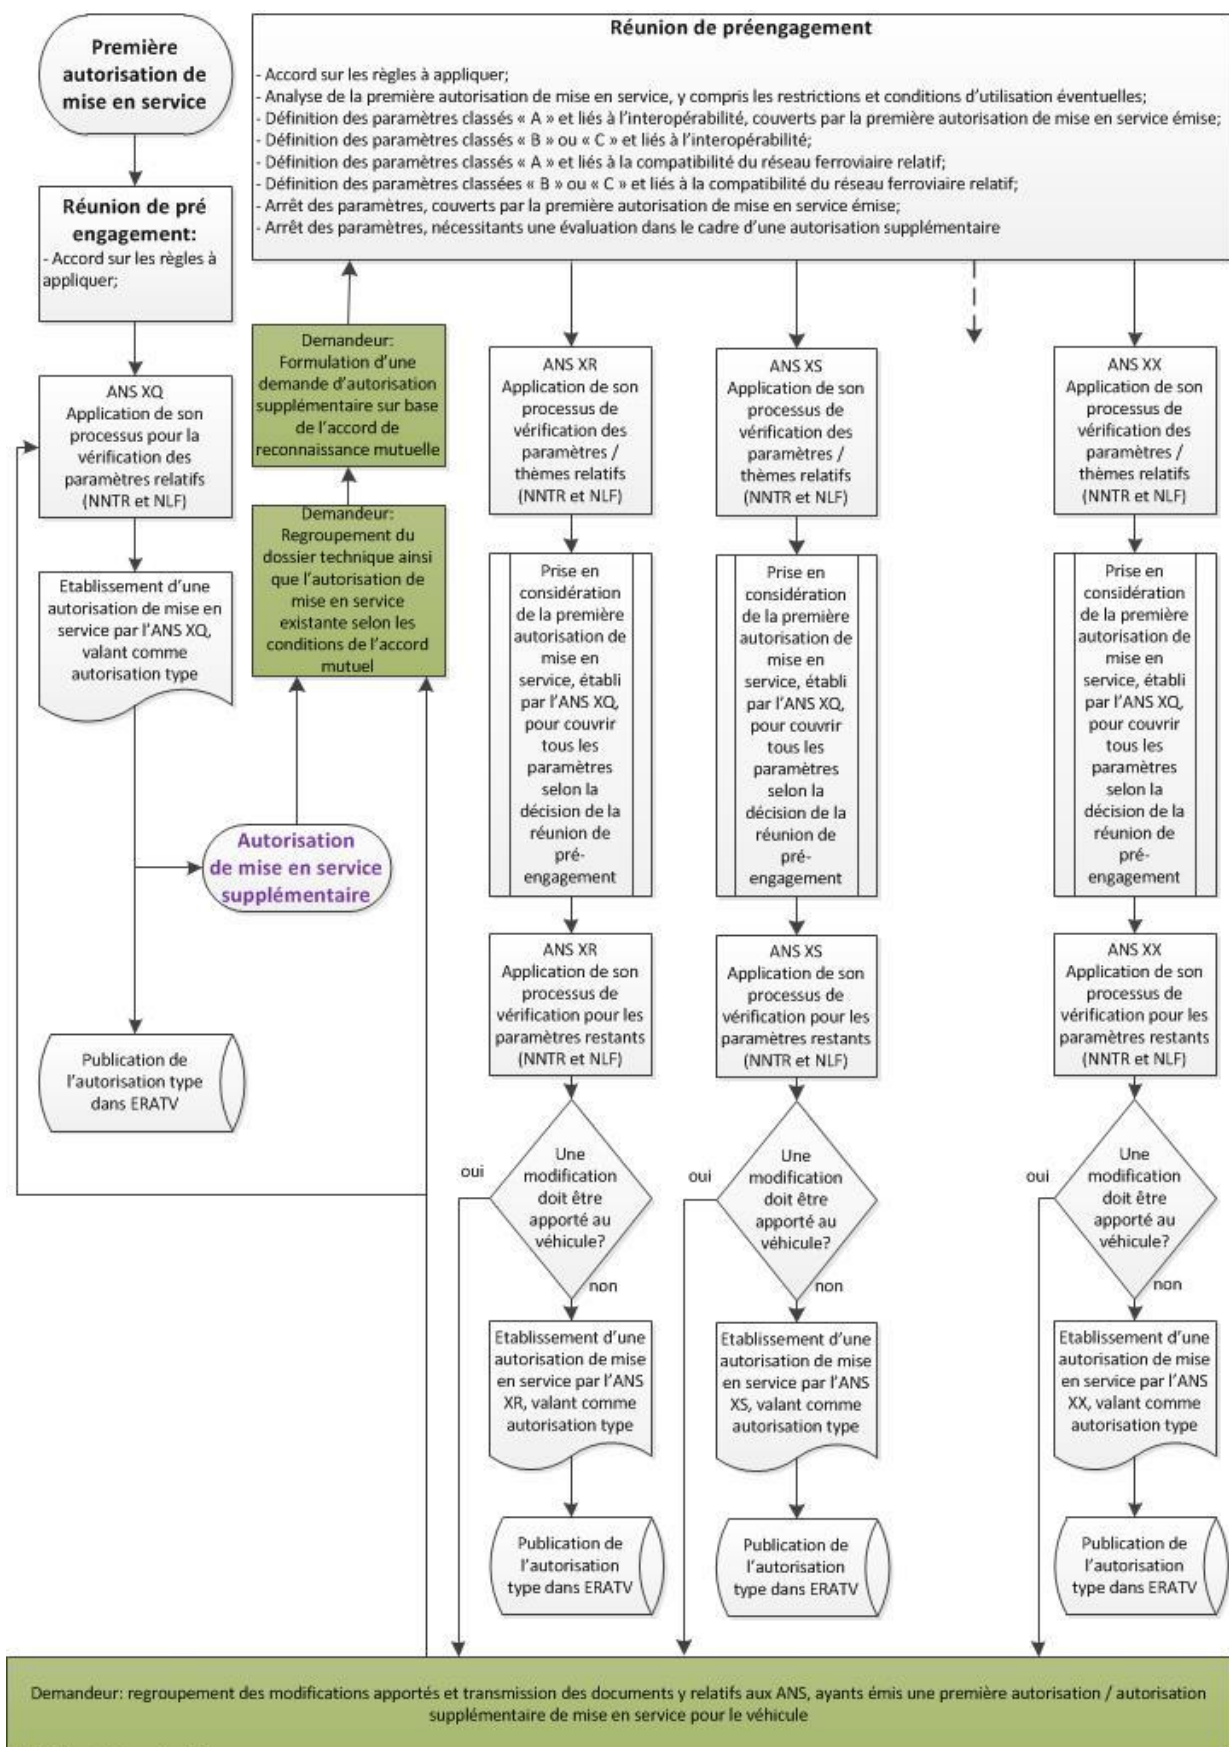 Première
autorisation de
mise en service
Réunion de pré
engagement:
- Accord sur les règles à
appliquer;
ANS XQ
Application de son
processus pour la
vérification des
paramètres relatifs
(NNTR et NLF)
Etablissement d'une
autorisation de mise en
service par l'ANS XQ,
valant comme
autorisation type
Autorisation
de mise en service
supplémentaire
Publication de
l'autorisation type
dans ERATV
Réunion de préengagement
- Accord sur les règles à appliquer;
- Analyse de la première autorisation de mise en service, y compris les restrictions et conditions d'utilisation éventuelles;
- Définition des paramètres classés « A » et liés à l'interopérabilité, couverts par la première autorisation de mise en service émise;
- Définition des paramètres classés « B » ou « C » et liés à l'interopérabilité;
- Définition des paramètres classés « A » et liés à la compatibilité du réseau ferroviaire relatif;
- Définition des paramètres classées « B » ou « C » et liés à la compatibilité du réseau ferroviaire relatif;
- Arrêt des paramètres, couverts par la première autorisation de mise en service émise;
- Arrêt des paramètres, nécessitants une évaluation dans le cadre d'une autorisation supplémentaire
Demandeur:
Formulation d'une
demande d'autorisation
supplémentaire sur base
de l'accord de
reconnaissance mutuelle
Demandeur:
Regroupement du
dossier technique ainsi
que l'autorisation de
mise en service
existante selon les
conditions de l'accord
mutuel
ANS XR
Application de son
processus de
vérification des
paramètres /
thèmes relatifs
(NNTR et NLF)
Prise en
considération
de la première
autorisation de
mise en
service, établi
par l'ANS XQ,
pour couvrir
tous les
paramètres
selon la
décision de la
réunion de
pré-
engagement
ANS XR
Application de son
processus de
vérification pour les
paramètres restants
(NNTR et NLF)
Une
modification
doit être
apporté au
véhicule?
oui
non
Etablissement d'une
autorisation de mise
en service par l'ANS
XR, valant comme
autorisation type
Publication de
l'autorisation
type dans ERATV
ANS XS
Application de son
processus de
vérification des
paramètres /
thèmes relatifs
(NNTR et NLF)
Prise en
considération
de la première
autorisation de
mise en
service, établi
par l'ANS XQ,
pour couvrir
tous les
paramètres
selon la
décision de la
réunion de
pré-
engagement
ANS XS
Application de son
processus de
vérification pour les
paramètres restants
(NNTR et NLF)
Une
modification
doit être
apporté au
véhicule?
oui
non
Etablissement d'une
autorisation de mise
en service par l'ANS
XS, valant comme
autorisation type
Publication de
l'autorisation
type dans ERATV
ANS XX
Application de son
processus de
vérification des
paramètres /
thèmes relatifs
(NNTR et NLF)
Prise en
considération
de la première
autorisation de
mise en
service, établi
par l'ANS XQ,
pour couvrir
tous les
paramètres
selon la
décision de la
réunion de
pré-
engagement
ANS XX
Application de son
processus de
vérification pour les
paramètres restants
(NNTR et NLF)
Une
modification
doit être
apporté au
véhicule?
oui
non
Etablissement d'une
autorisation de mise
en service par l'ANS
XX, valant comme
autorisation type
Publication de
l'autorisation
type dans ERATV
Demandeur: regroupement des modifications apportés et transmission des documents y relatifs aux ANS, ayants émis une première autorisation / autorisation
supplémentaire de mise en service pour le véhicule